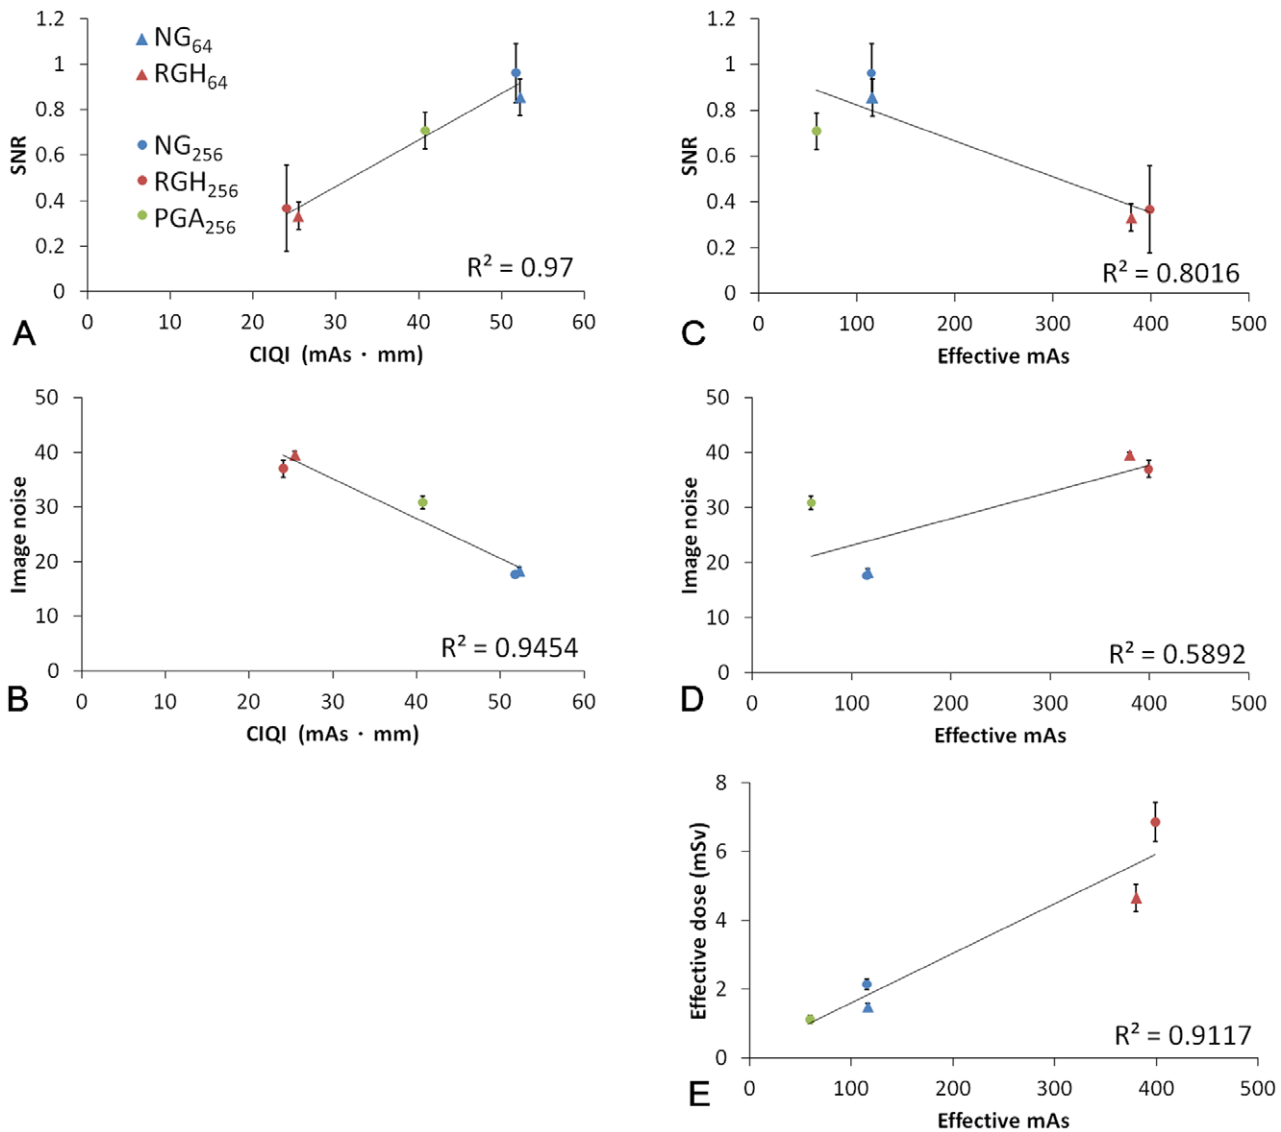 1.2
1
0.8
0.6
0.4
0.2
0
SNR
NG64
RGH64
NG256
RGH256
PGA256
R² = 0.97
0 10 20 30 40 50 60
A
CIQI (mAs · mm)
1.2
1
0.8
0.6
0.4
0.2
0
SNR
R² = 0.8016
0 100 200 300 400 500
C
Effective mAs
50
40
30
20
10
0
Image noise
R² = 0.9454
0 10 20 30 40 50 60
B
CIQI (mAs · mm)
50
40
30
20
10
0
Image noise
R² = 0.5892
0 100 200 300 400 500
D
Effective mAs
8
6
4
2
0
Effective dose (mSv)
R² = 0.9117
0 100 200 300 400 500
E
Effective mAs